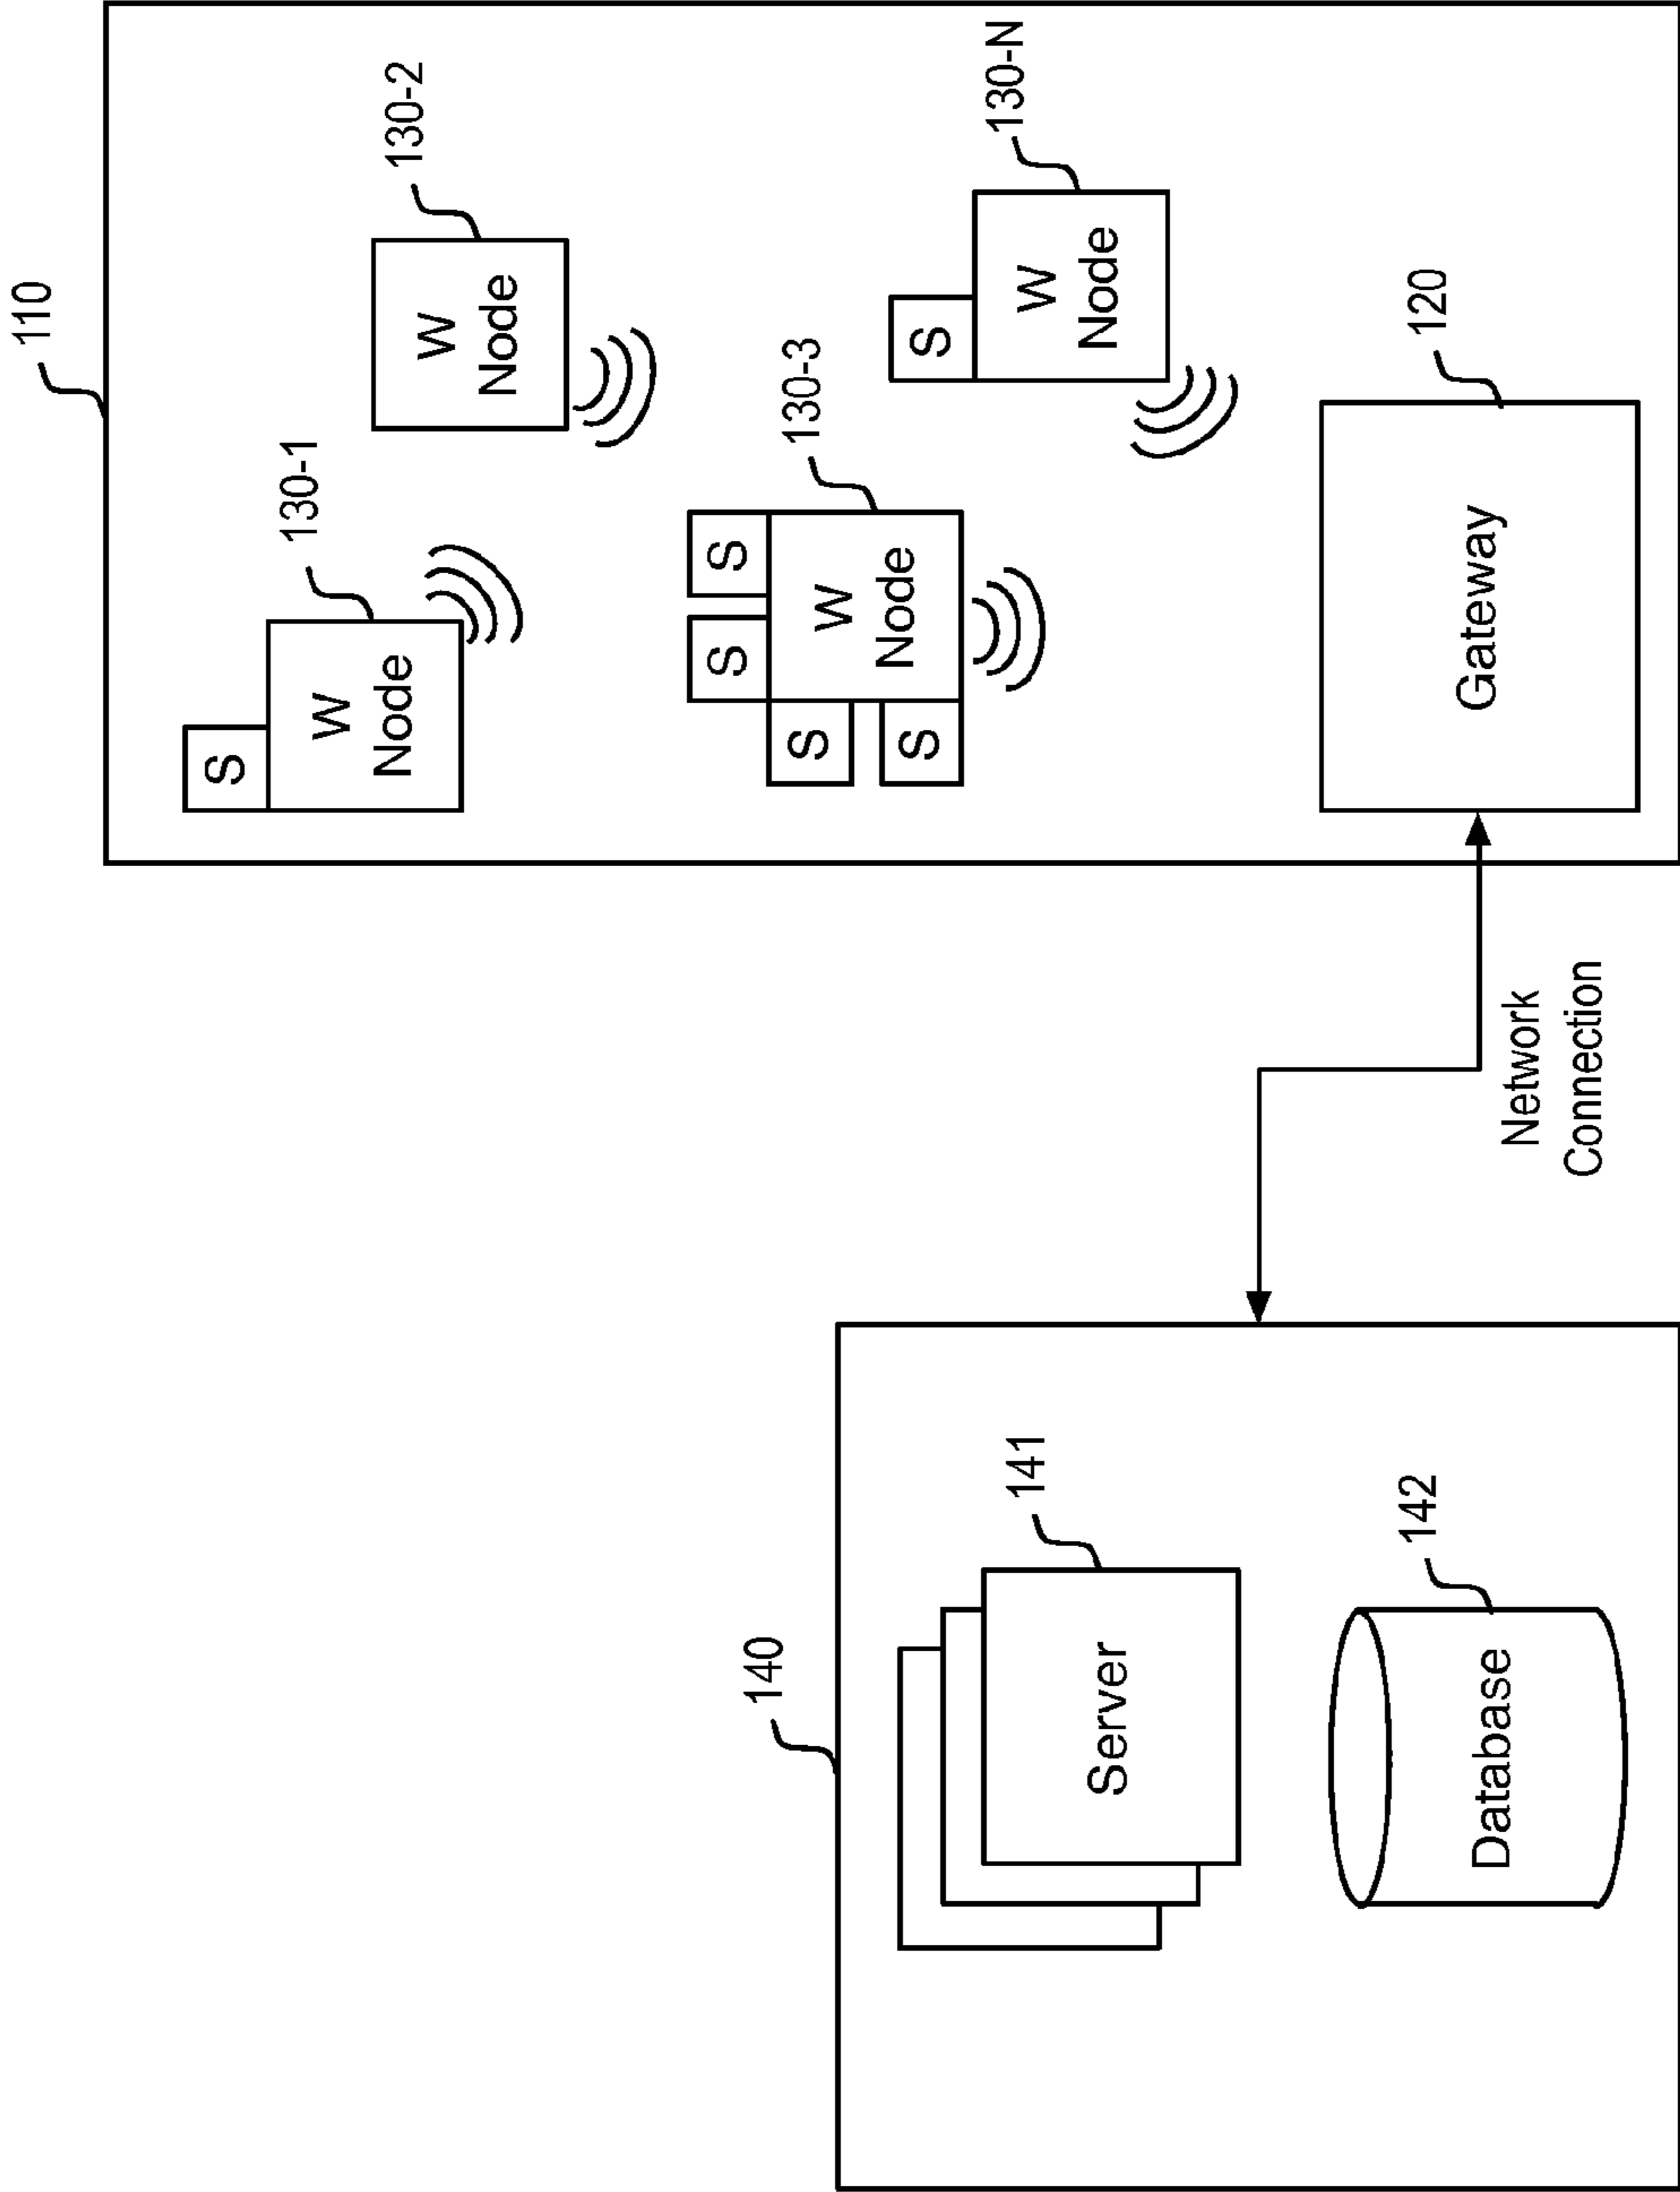 110
130-1
S
W
Node
130-2
W
Node
130-3
S
S
S
S
W
Node
130-N
S
W
Node
120
Gateway
Network
Connection
140
141
Server
142
Database